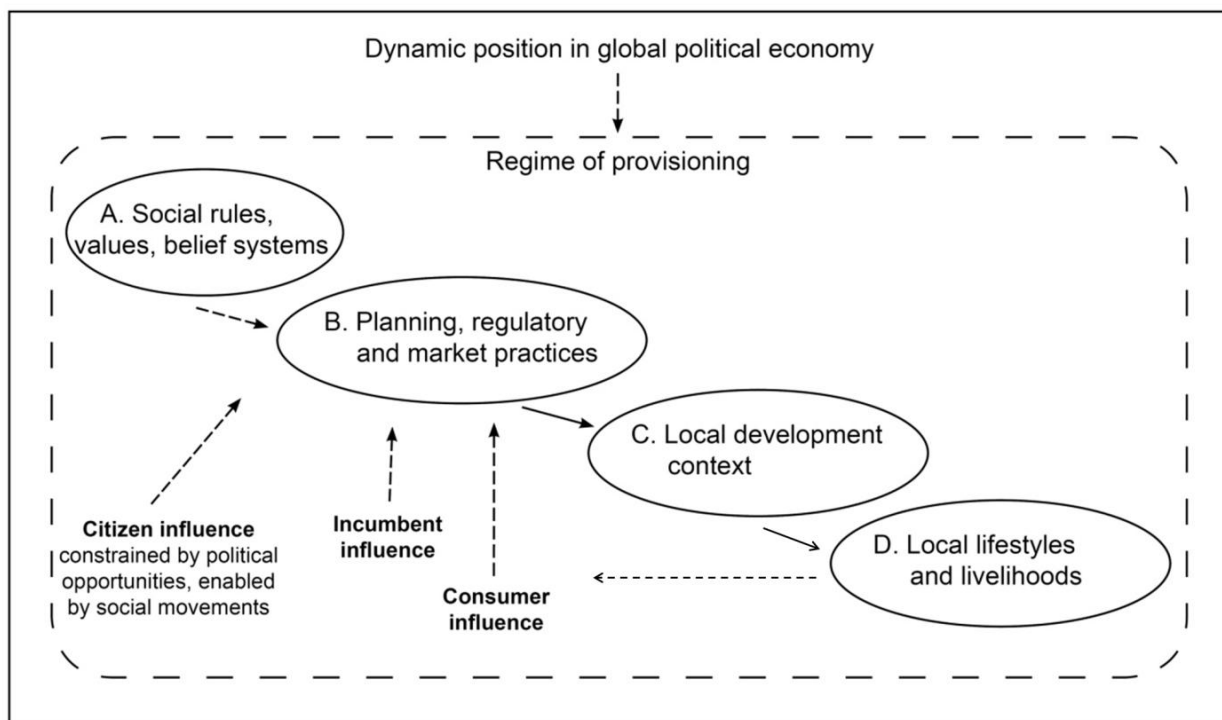 Dynamic position in global political economy
Regime of provisioning
A. Social rules,
values, belief systems
B. Planning, regulatory
and market practices
C. Local development
context
D. Local lifestyles
and livelihoods
Citizen influence
constrained by political
opportunities, enabled
by social movements
Incumbent
influence
Consumer
influence